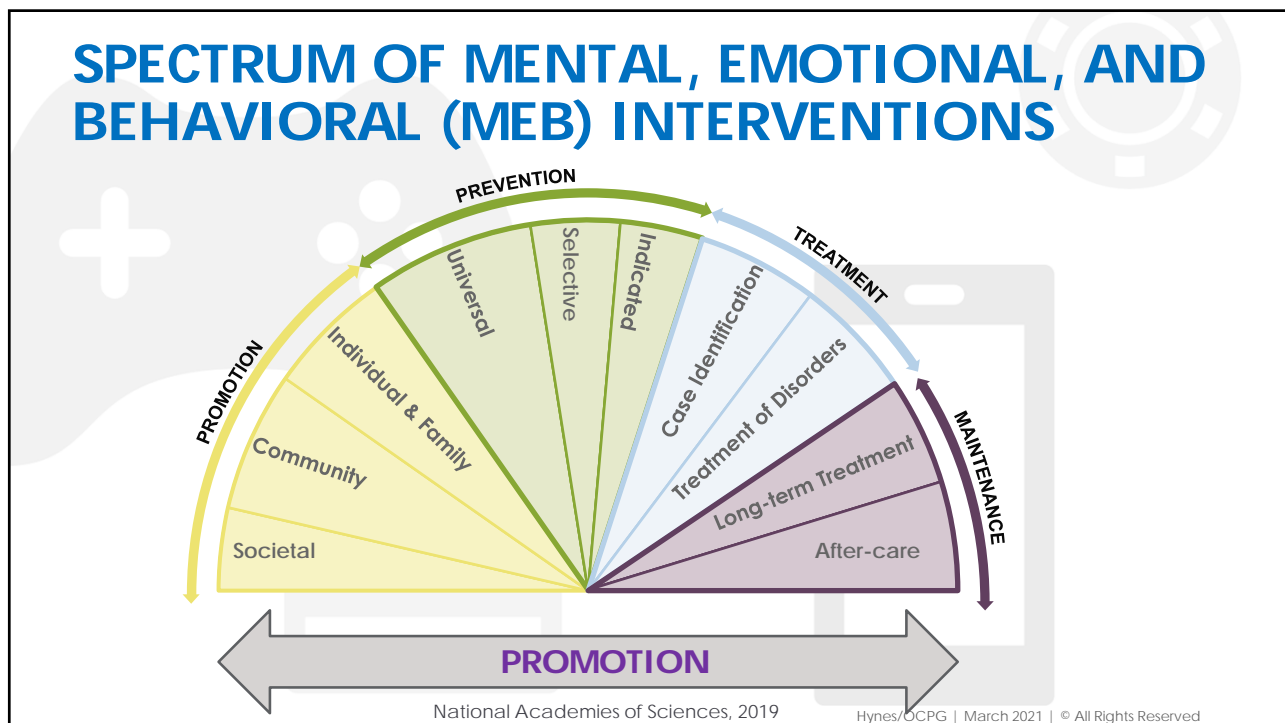 SPECTRUM OF MENTAL, EMOTIONAL, AND
BEHAVIORAL (MEB) INTERVENTIONS
PROMOTION
PREVENTION
TREATMENT
MAINTENANCE
Societal
Community
Individual & Family
Universal
Selective
Indicated
Case Identification
Treatment of Disorders
Long-term Treatment
After-care
PROMOTION
National Academies of Sciences, 2019
Hynes/OCPG | March 2021 | © All Rights Reserved